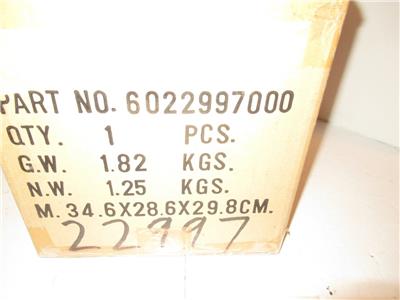 PART NO. 6022997000
QTY. 1 PCS.
G.W. 1.82 KGS.
N.W. 1.25 KGS.
M. 34.6X28.6X29.8CM.
22997